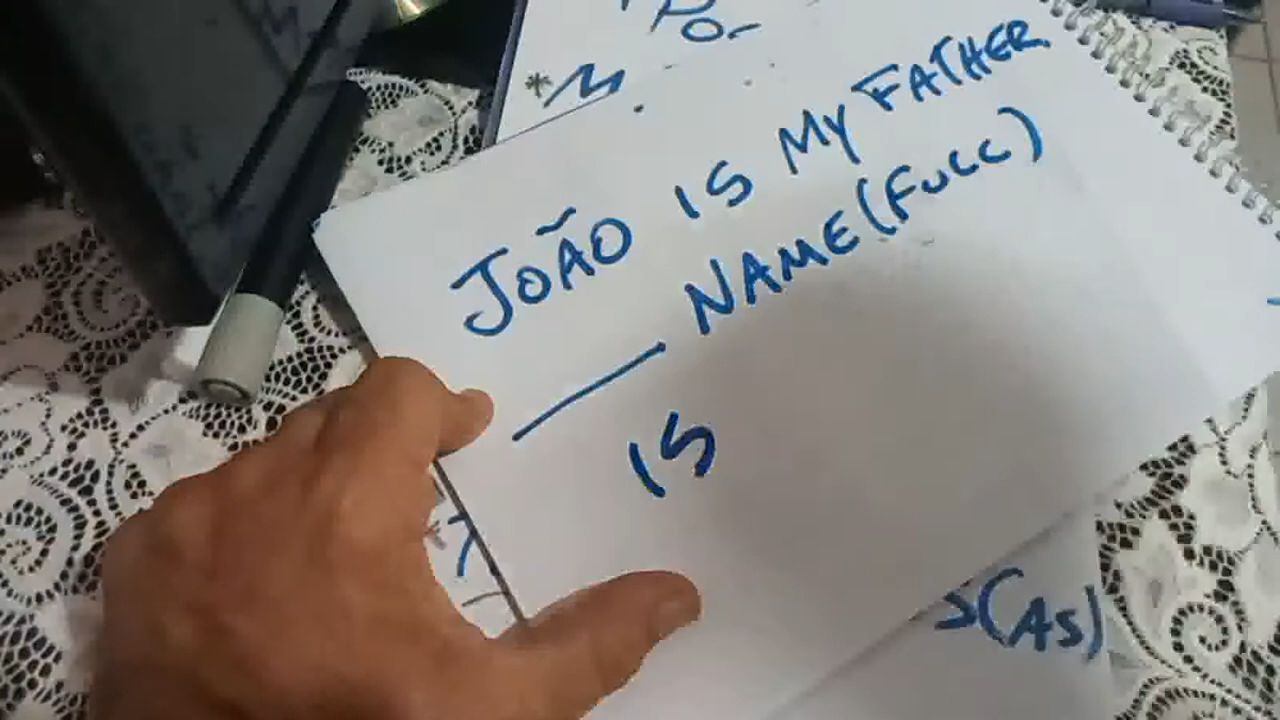 JOÃO IS MY FATHER
NAME (FULL)
IS
S(AS)